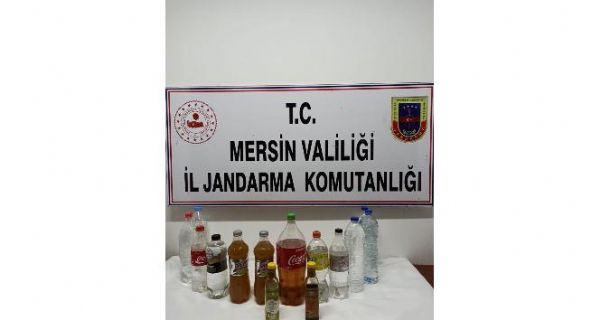 T.C.
MERSİN VALİLİĞİ
İL JANDARMA KOMUTANLIĞI